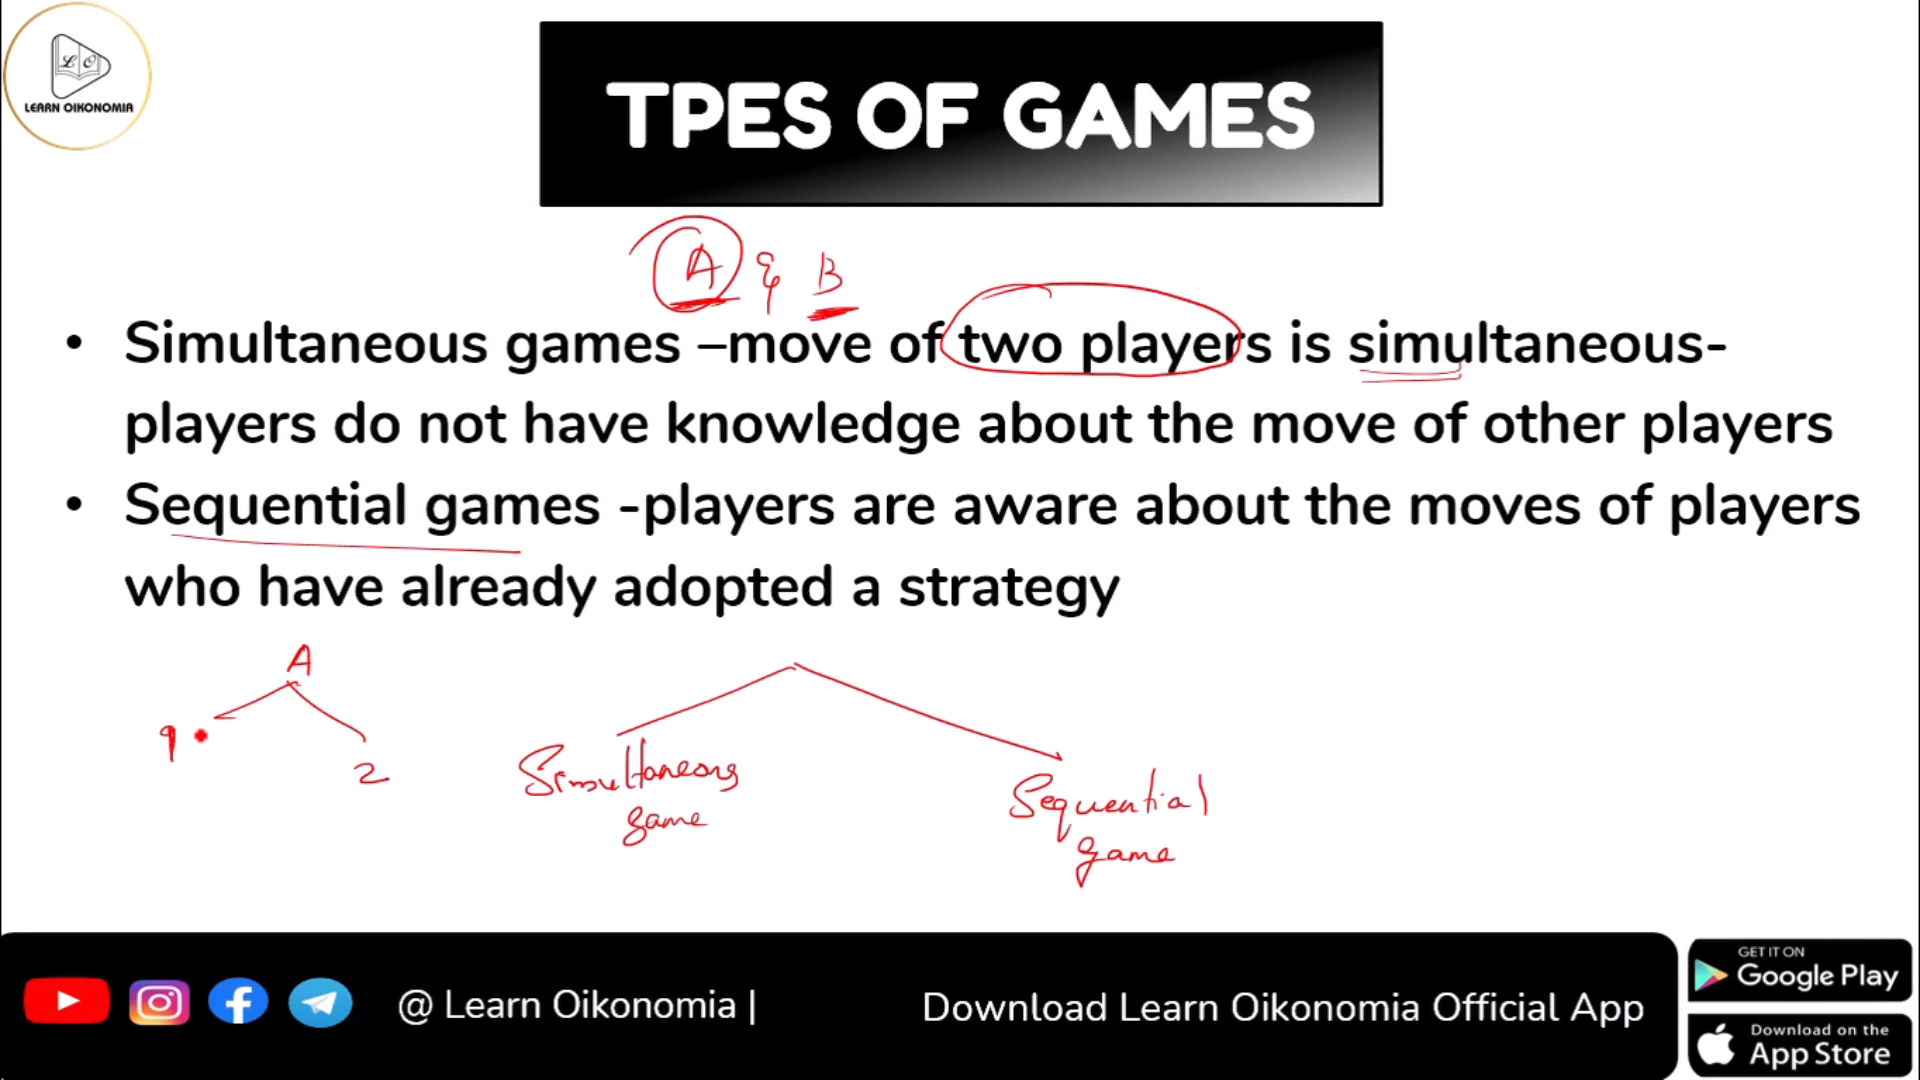 LO
LEARN OIKONOMIA
TPES OF GAMES
A & B
• Simultaneous games –move of two players is simultaneous-
players do not have knowledge about the move of other players
• Sequential games -players are aware about the moves of players
who have already adopted a strategy
A
1
2
Simultaneous
game
Sequential
game
@ Learn Oikonomia |
Download Learn Oikonomia Official App
GET IT ON
Google Play
Download on the
App Store